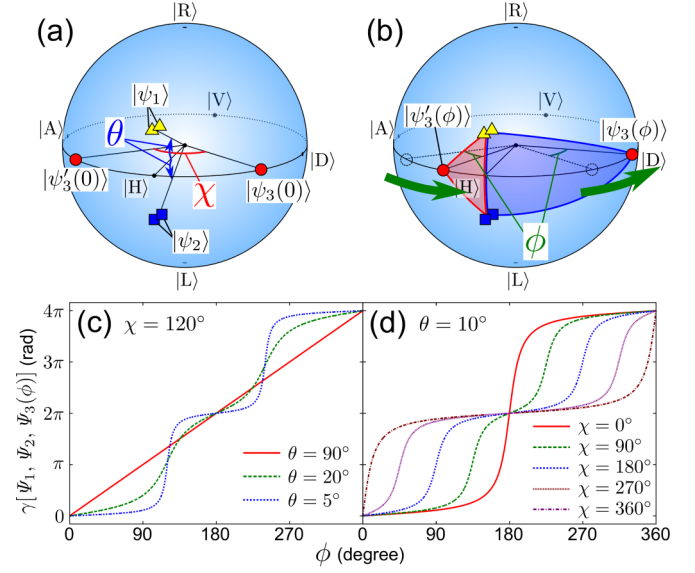 (a)
|R⟩
|ψ₁⟩
|V⟩
|A⟩
θ
|D⟩
|ψ′₃(0)⟩
|H⟩
χ
|ψ₃(0)⟩
|ψ₂⟩
|L⟩
(b)
|R⟩
|V⟩
|A⟩
|ψ′₃(ϕ)⟩
|ψ₃(ϕ)⟩
|D⟩
|H⟩
ϕ
|L⟩
(c) χ = 120°
γ[Ψ₁, Ψ₂, Ψ₃(ϕ)] (rad)
4π
3π
2π
π
0
θ = 90°
θ = 20°
θ = 5°
0 90 180 270
(d) θ = 10°
χ = 0°
χ = 90°
χ = 180°
χ = 270°
χ = 360°
0 90 180 270 360
ϕ (degree)